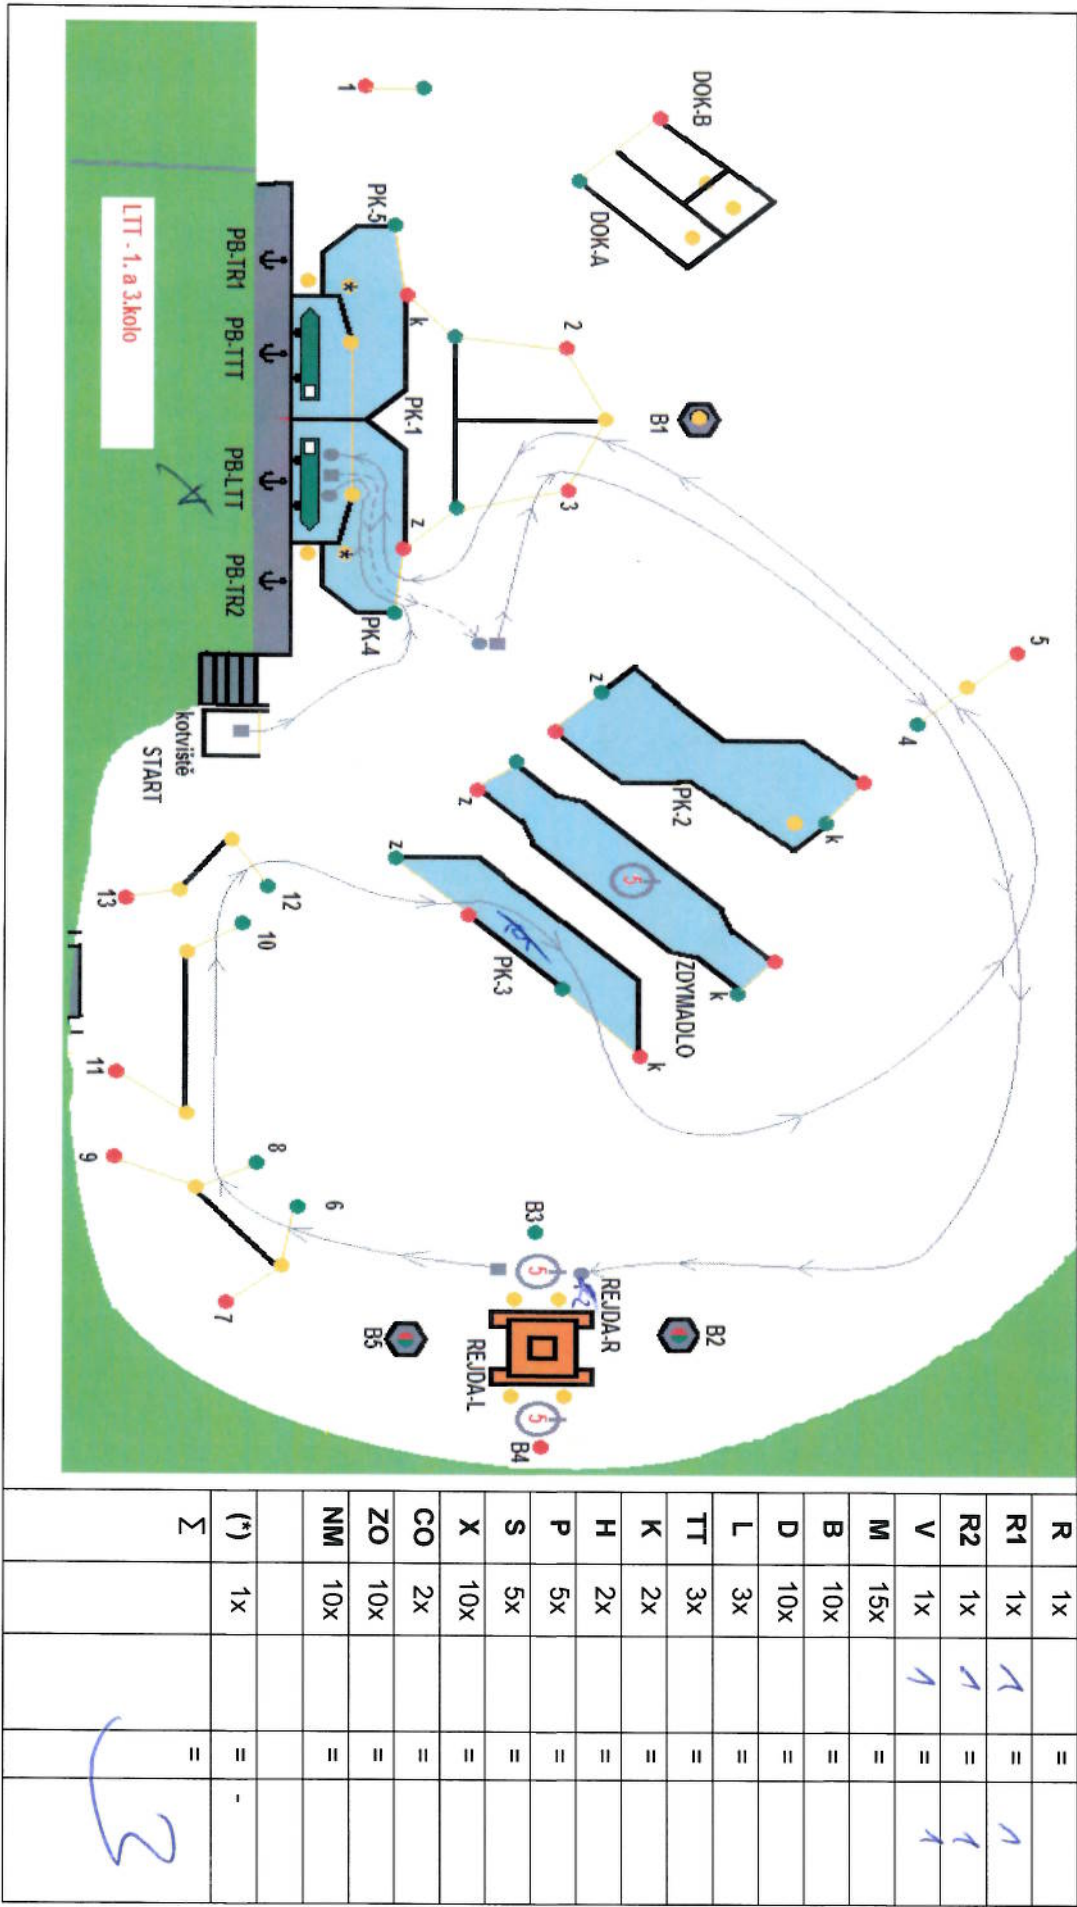 1
DOK-B
DOK-A
PK-5
k
2
B1
PK-1
3
z
PK-4
PB-TR1
PB-TTT
PB-LTT
PB-TR2
*
*
LTT - 1. a 3.kolo
kotviště
START
5
4
z
PK-2
k
z
5
ZDYMADLO
k
z
PK-3
k
12
13
10
11
8
9
6
7
B3
5
REJDA-R
REJDA-L
B2
B5
5
B4
R 1x =
R1 1x 1 = 1
R2 1x 1 = 1
V 1x 1 = 1
M 15x =
B 10x =
D 10x =
L 3x =
TT 3x =
K 2x =
H 2x =
P 5x =
S 5x =
X 10x =
CO 2x =
ZO 10x =
NM 10x =
(*) 1x = -
Σ = 3